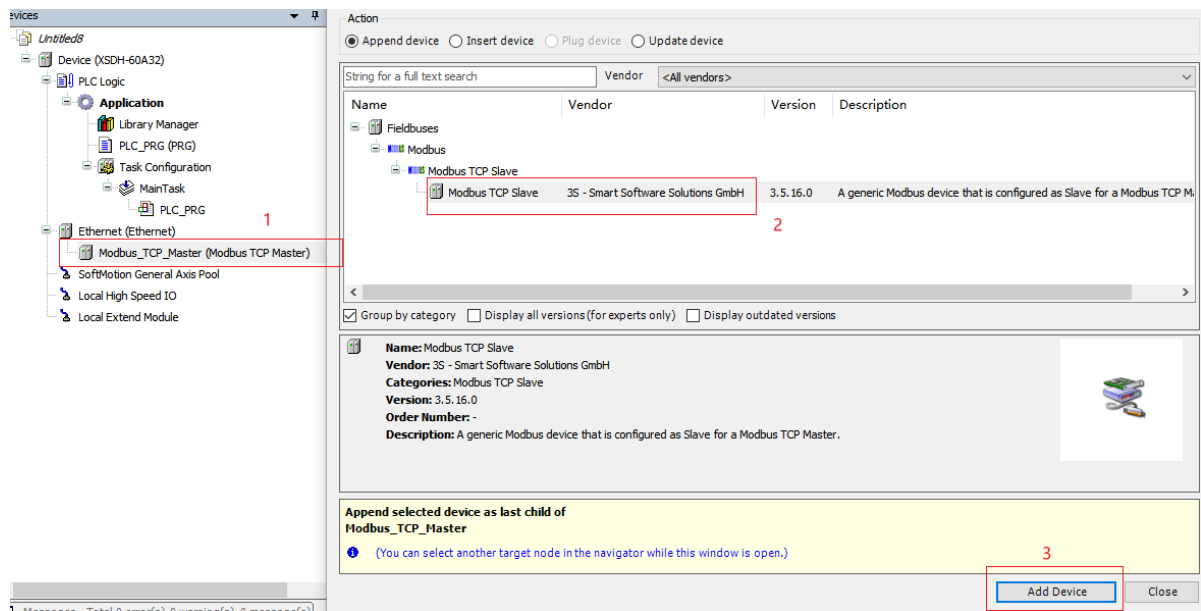 evices
Untitled8
Device (XSDH-60A32)
PLC Logic
Application
Library Manager
PLC_PRG (PRG)
Task Configuration
MainTask
PLC_PRG
1
Ethernet (Ethernet)
Modbus_TCP_Master (Modbus TCP Master)
SoftMotion General Axis Pool
Local High Speed IO
Local Extend Module
Action
Append device Insert device Plug device Update device
String for a full text search Vendor <All vendors>
Name Vendor Version Description
Fieldbuses
Modbus
Modbus TCP Slave
Modbus TCP Slave 3S - Smart Software Solutions GmbH 3.5.16.0 A generic Modbus device that is configured as Slave for a Modbus TCP M
2
Group by category Display all versions (for experts only) Display outdated versions
Name: Modbus TCP Slave
Vendor: 3S - Smart Software Solutions GmbH
Categories: Modbus TCP Slave
Version: 3.5.16.0
Order Number: -
Description: A generic Modbus device that is configured as Slave for a Modbus TCP Master.
Append selected device as last child of
Modbus_TCP_Master
(You can select another target node in the navigator while this window is open.)
3
Add Device Close
Messages - Total 0 error(s), 0 warning(s), 0 message(s)